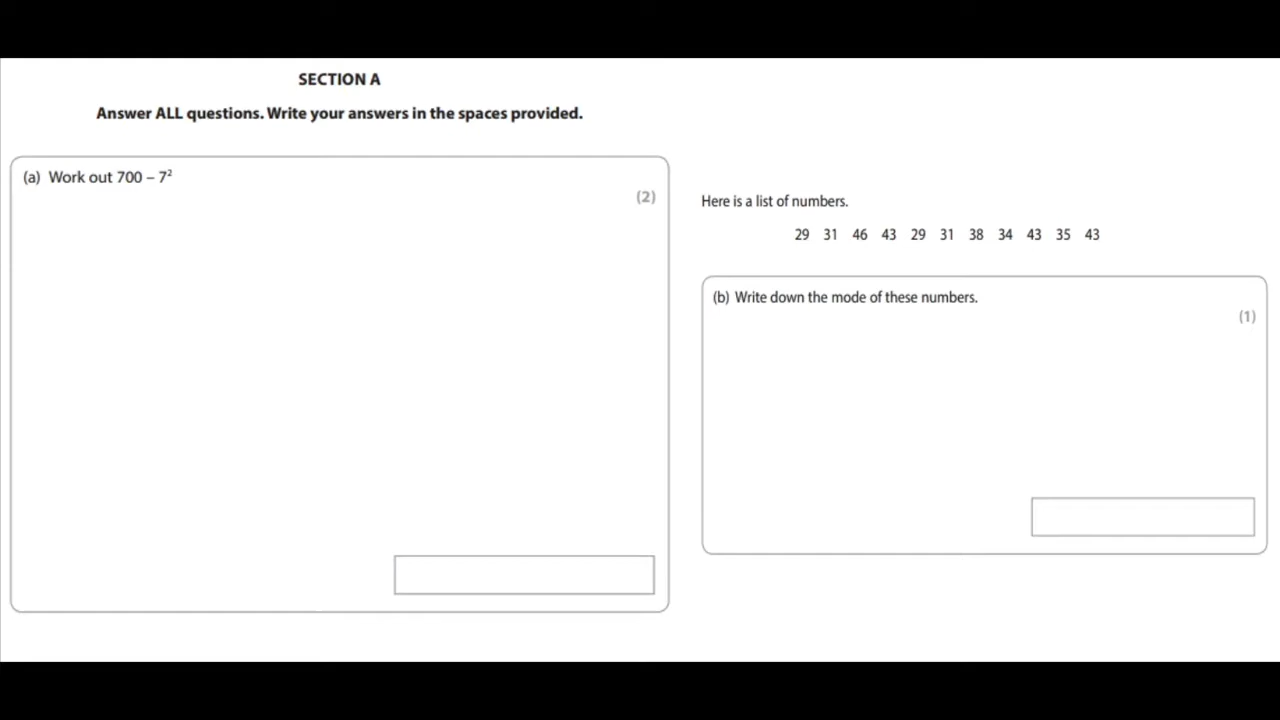 SECTION A
Answer ALL questions. Write your answers in the spaces provided.
(a) Work out 700 – 7²
(2)
Here is a list of numbers.
29 31 46 43 29 31 38 34 43 35 43
(b) Write down the mode of these numbers.
(1)